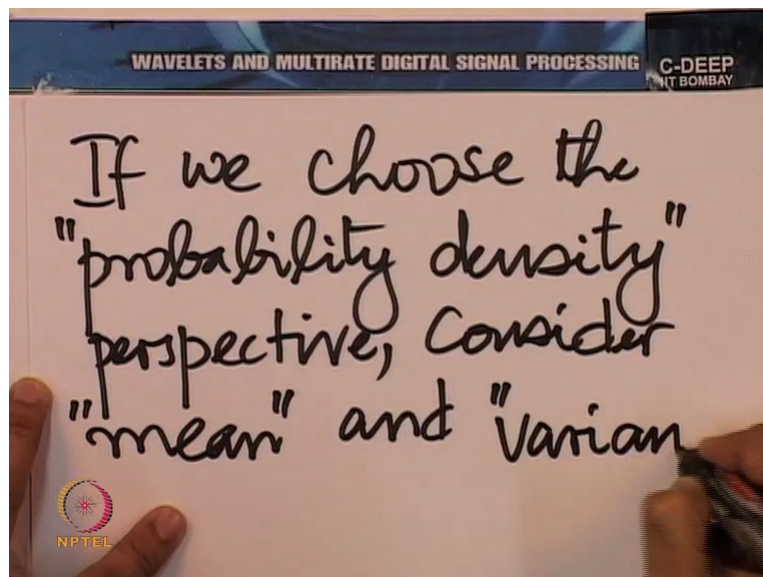 WAVELETS AND MULTIRATE DIGITAL SIGNAL PROCESSING
C-DEEP
IIT BOMBAY
If we choose the
"probability density"
perspective, Consider
"mean" and "varian
NPTEL